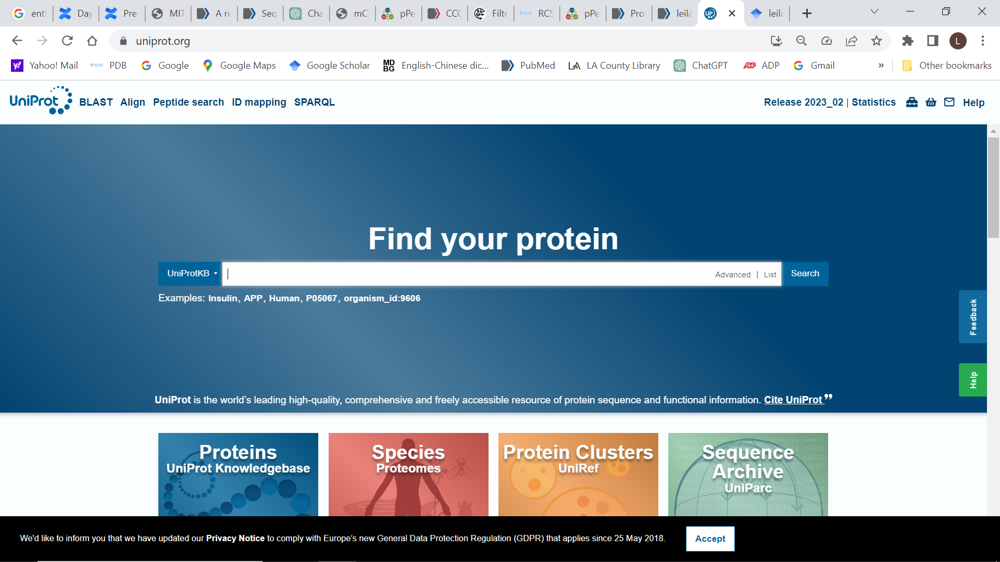 entl Day Pre MIT A re Seq Cha mC pPe CCG Filte RCS pPe Pro leila UP leila
uniprot.org L
Yahoo! Mail PDB Google Google Maps Google Scholar MD BG English-Chinese dic... PubMed LA County Library ChatGPT ADP Gmail » Other bookmarks
UniProt BLAST Align Peptide search ID mapping SPARQL Release 2023_02 | Statistics Help
Find your protein
UniProtKB Advanced | List Search
Examples: Insulin, APP, Human, P05067, organism_id:9606
Feedback
Help
UniProt is the world’s leading high-quality, comprehensive and freely accessible resource of protein sequence and functional information. Cite UniProt ”
Proteins
UniProt Knowledgebase
Species
Proteomes
Protein Clusters
UniRef
Sequence
Archive
UniParc
We'd like to inform you that we have updated our Privacy Notice to comply with Europe’s new General Data Protection Regulation (GDPR) that applies since 25 May 2018. Accept